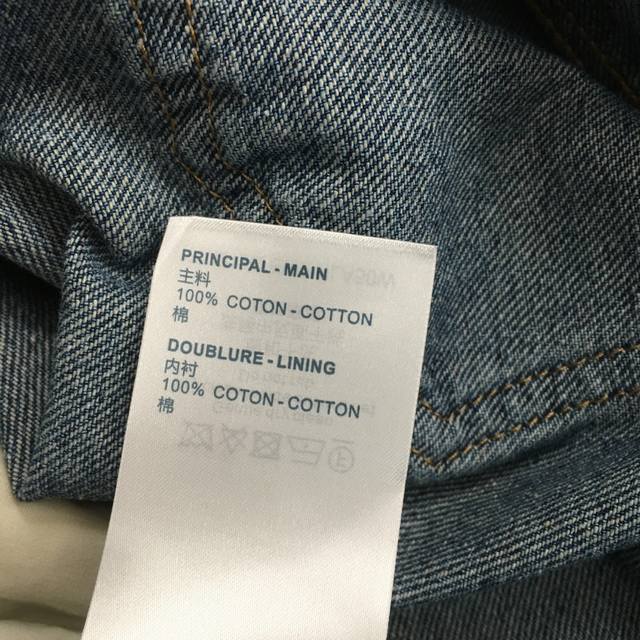 PRINCIPAL - MAIN
主料
100% COTON - COTTON
棉
DOUBLURE - LINING
内衬
100% COTON - COTTON
棉